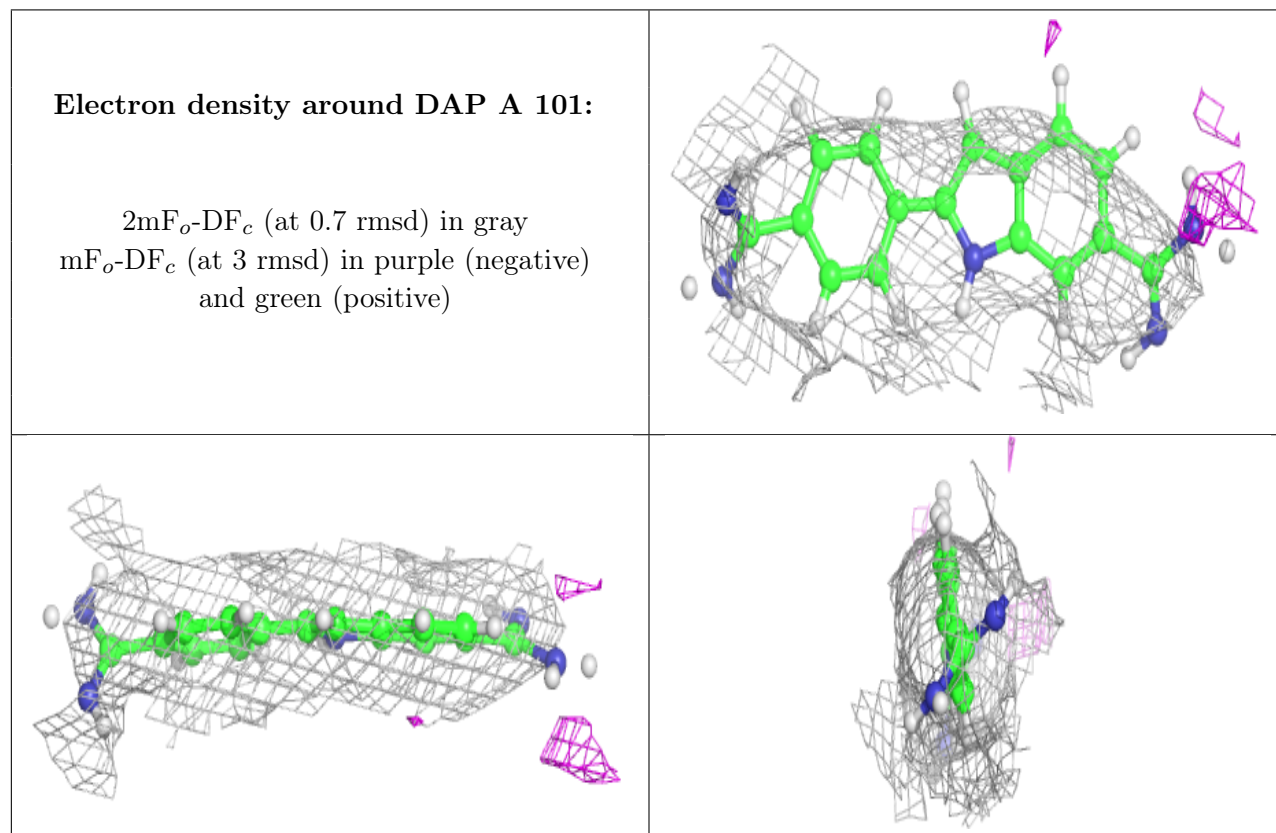 Electron density around DAP A 101:
2mFo-DFc (at 0.7 rmsd) in gray
mFo-DFc (at 3 rmsd) in purple (negative)
and green (positive)